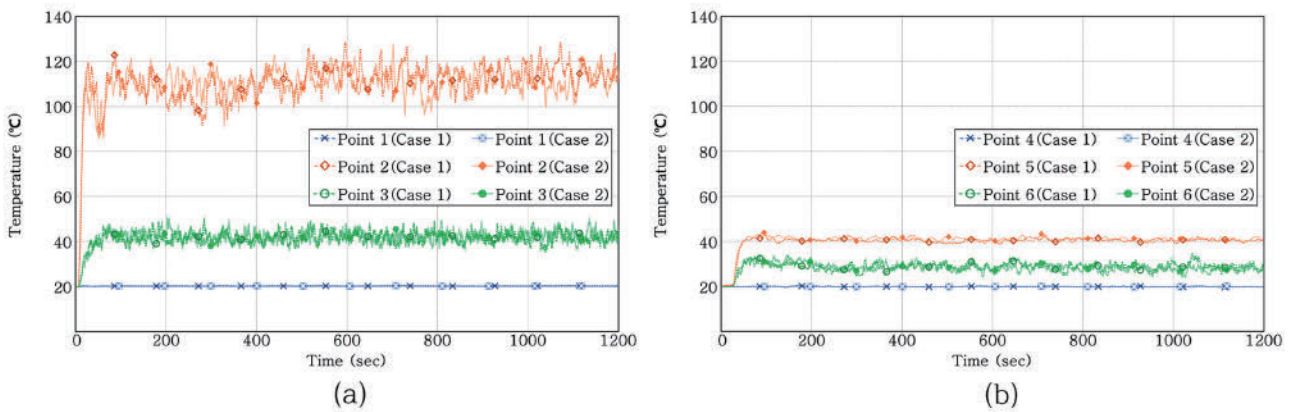 140
120
100
80
60
40
20
Temperature (℃)
Point 1(Case 1) Point 1(Case 2)
Point 2(Case 1) Point 2(Case 2)
Point 3(Case 1) Point 3(Case 2)
0 200 400 600 800 1000 1200
Time (sec)
(a)
140
120
100
80
60
40
20
Temperature (℃)
Point 4(Case 1) Point 4(Case 2)
Point 5(Case 1) Point 5(Case 2)
Point 6(Case 1) Point 6(Case 2)
0 200 400 600 800 1000 1200
Time (sec)
(b)